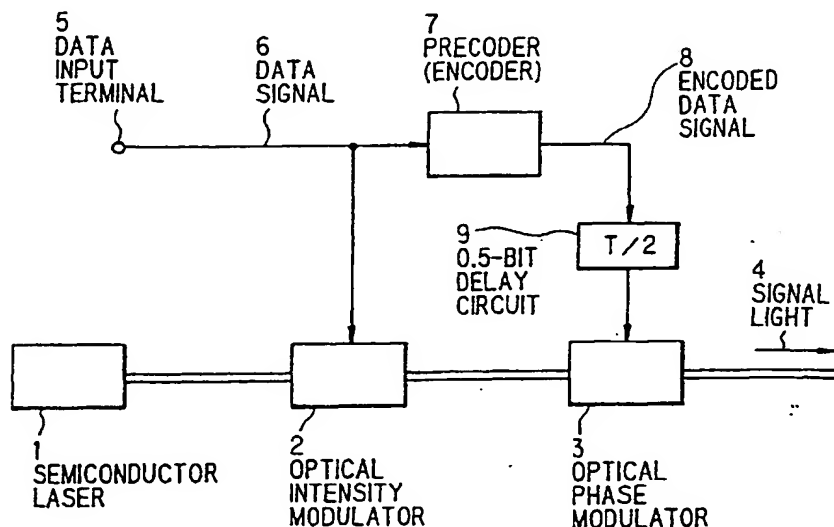 5
DATA
INPUT
TERMINAL
6
DATA
SIGNAL
7
PRECODER
(ENCODER)
8
ENCODED
DATA
SIGNAL
9
0.5-BIT
DELAY
CIRCUIT
T/2
4
SIGNAL
LIGHT
1
SEMICONDUCTOR
LASER
2
OPTICAL
INTENSITY
MODULATOR
3
OPTICAL
PHASE
MODULATOR